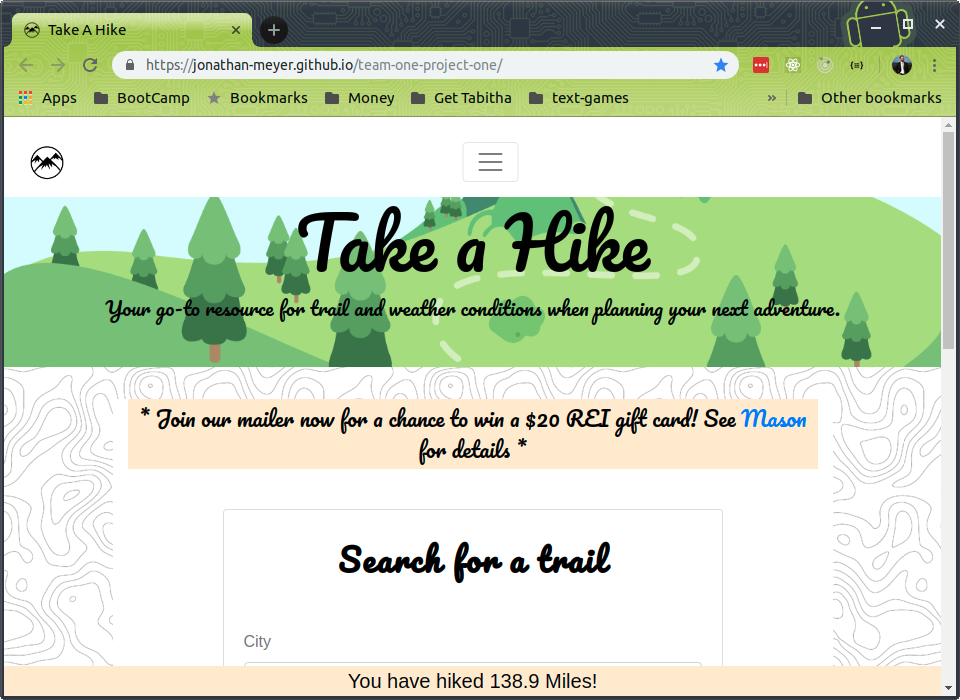 Take A Hike
https://jonathan-meyer.github.io/team-one-project-one/
Apps BootCamp Bookmarks Money Get Tabitha text-games » Other bookmarks
Take a Hike
Your go-to resource for trail and weather conditions when planning your next adventure.
* Join our mailer now for a chance to win a $20 REI gift card! See Mason
for details *
Search for a trail
City
You have hiked 138.9 Miles!